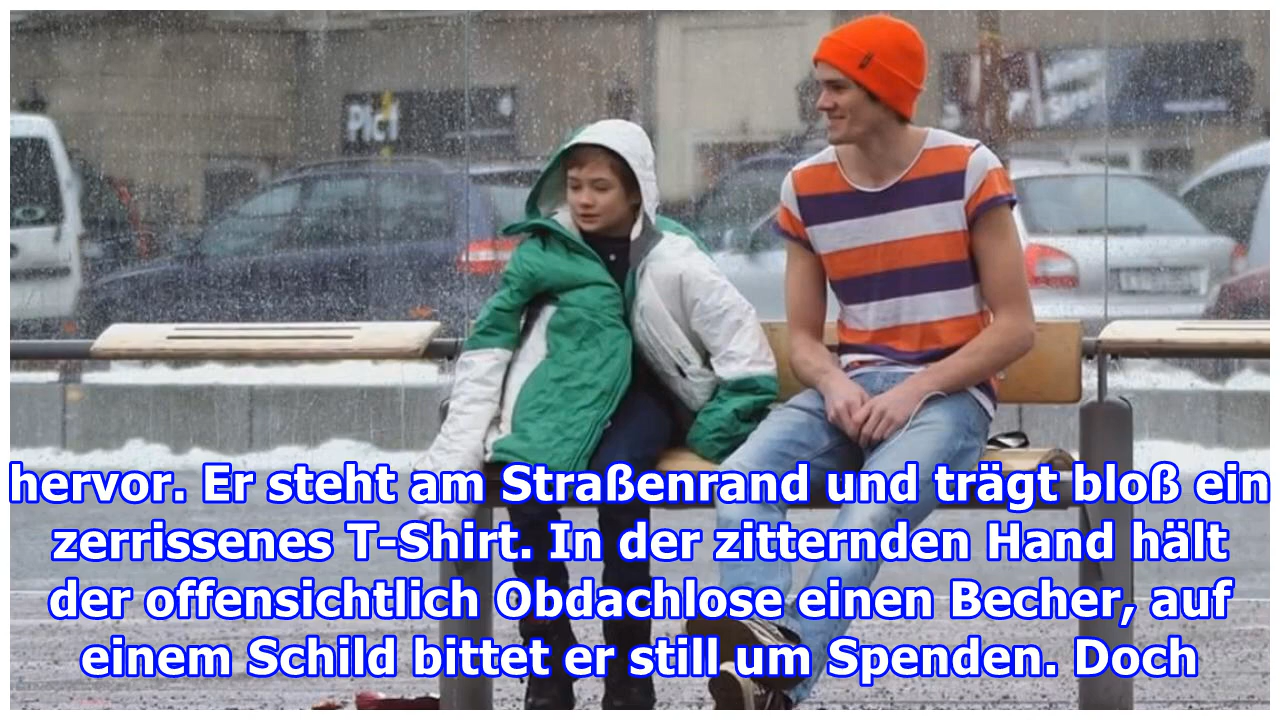 Pict
hervor. Er steht am Straßenrand und trägt bloß ein
zerrissenes T-Shirt. In der zitternden Hand hält
der offensichtlich Obdachlose einen Becher, auf
einem Schild bittet er still um Spenden. Doch